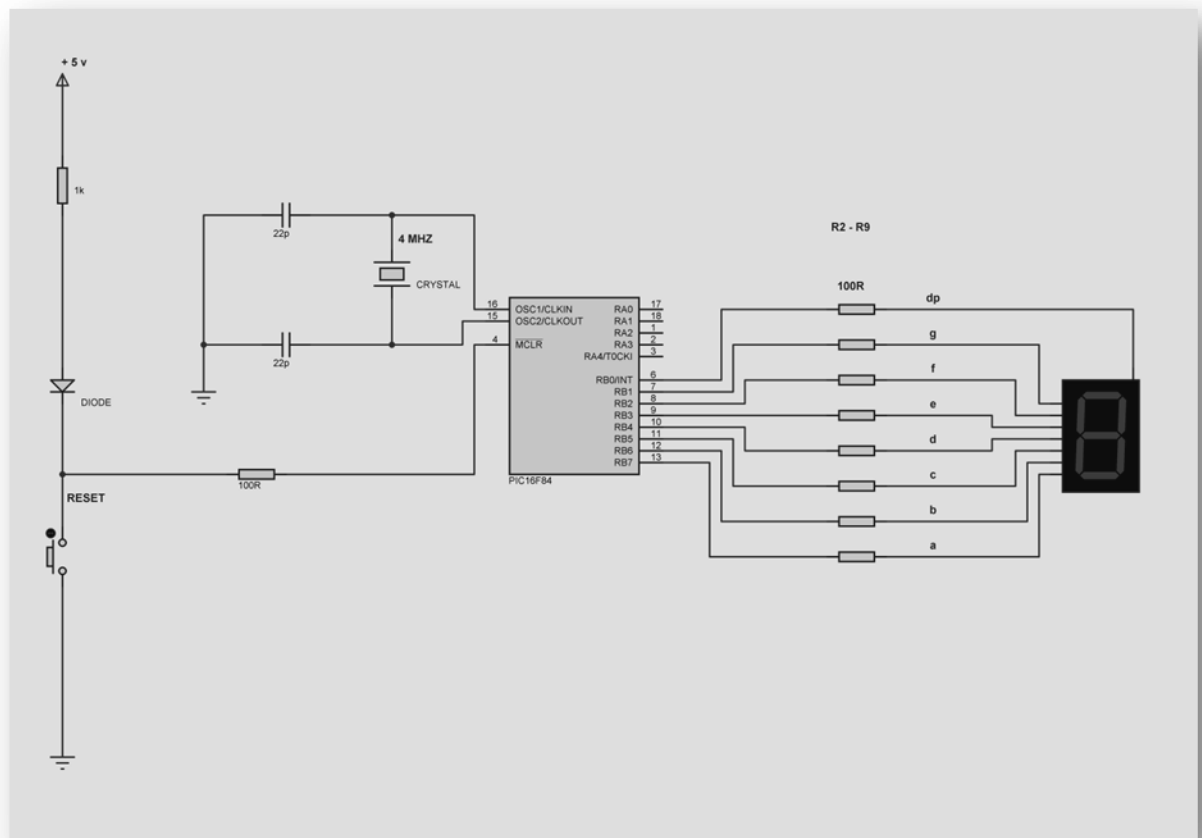 + 5 v
1k
22p
4 MHZ
CRYSTAL
22p
DIODE
100R
RESET
16 OSC1/CLKIN RA0 17
15 OSC2/CLKOUT RA1 18
RA2 1
4 MCLR RA3 2
RA4/T0CKI 3
RB0/INT 6
RB1 7
RB2 8
RB3 9
RB4 10
RB5 11
RB6 12
RB7 13
PIC16F84
R2 - R9
100R
dp
g
f
e
d
c
b
a